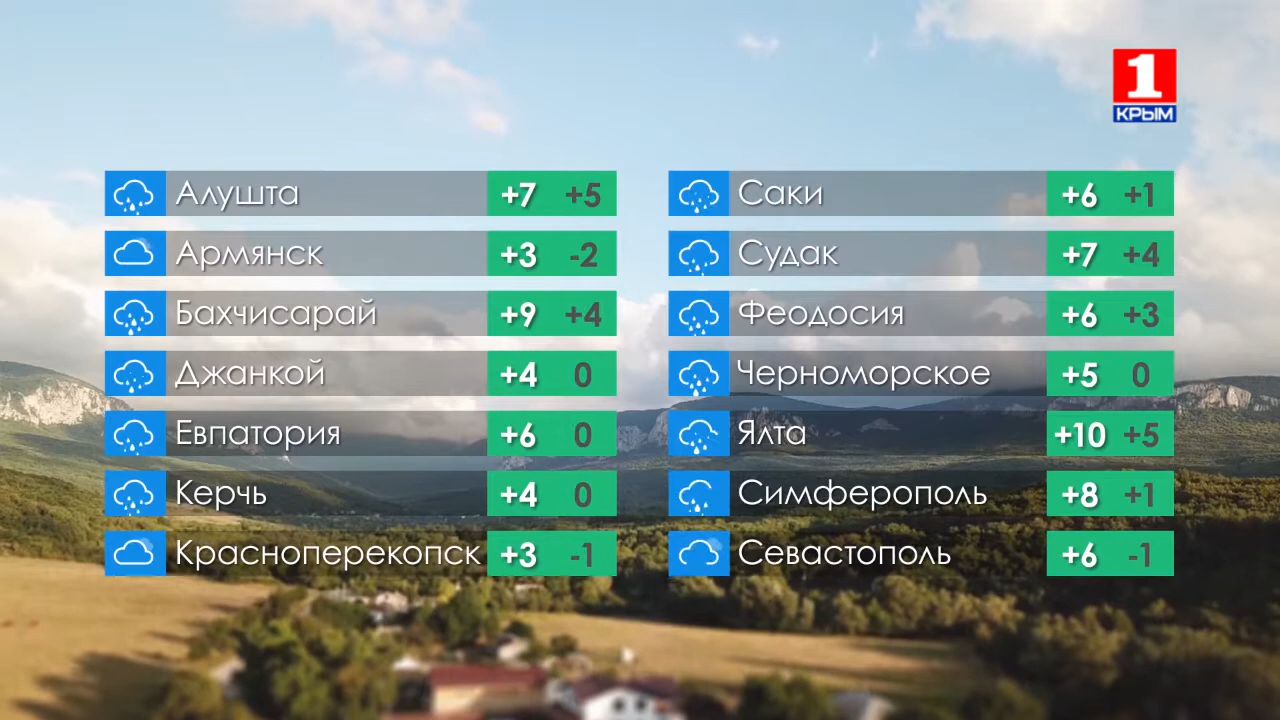 1
КРЫМ
Алушта +7 +5
Армянск +3 -2
Бахчисарай +9 +4
Джанкой +4 0
Евпатория +6 0
Керчь +4 0
Красноперекопск +3 -1
Саки +6 +1
Судак +7 +4
Феодосия +6 +3
Черноморское +5 0
Ялта +10 +5
Симферополь +8 +1
Севастополь +6 -1